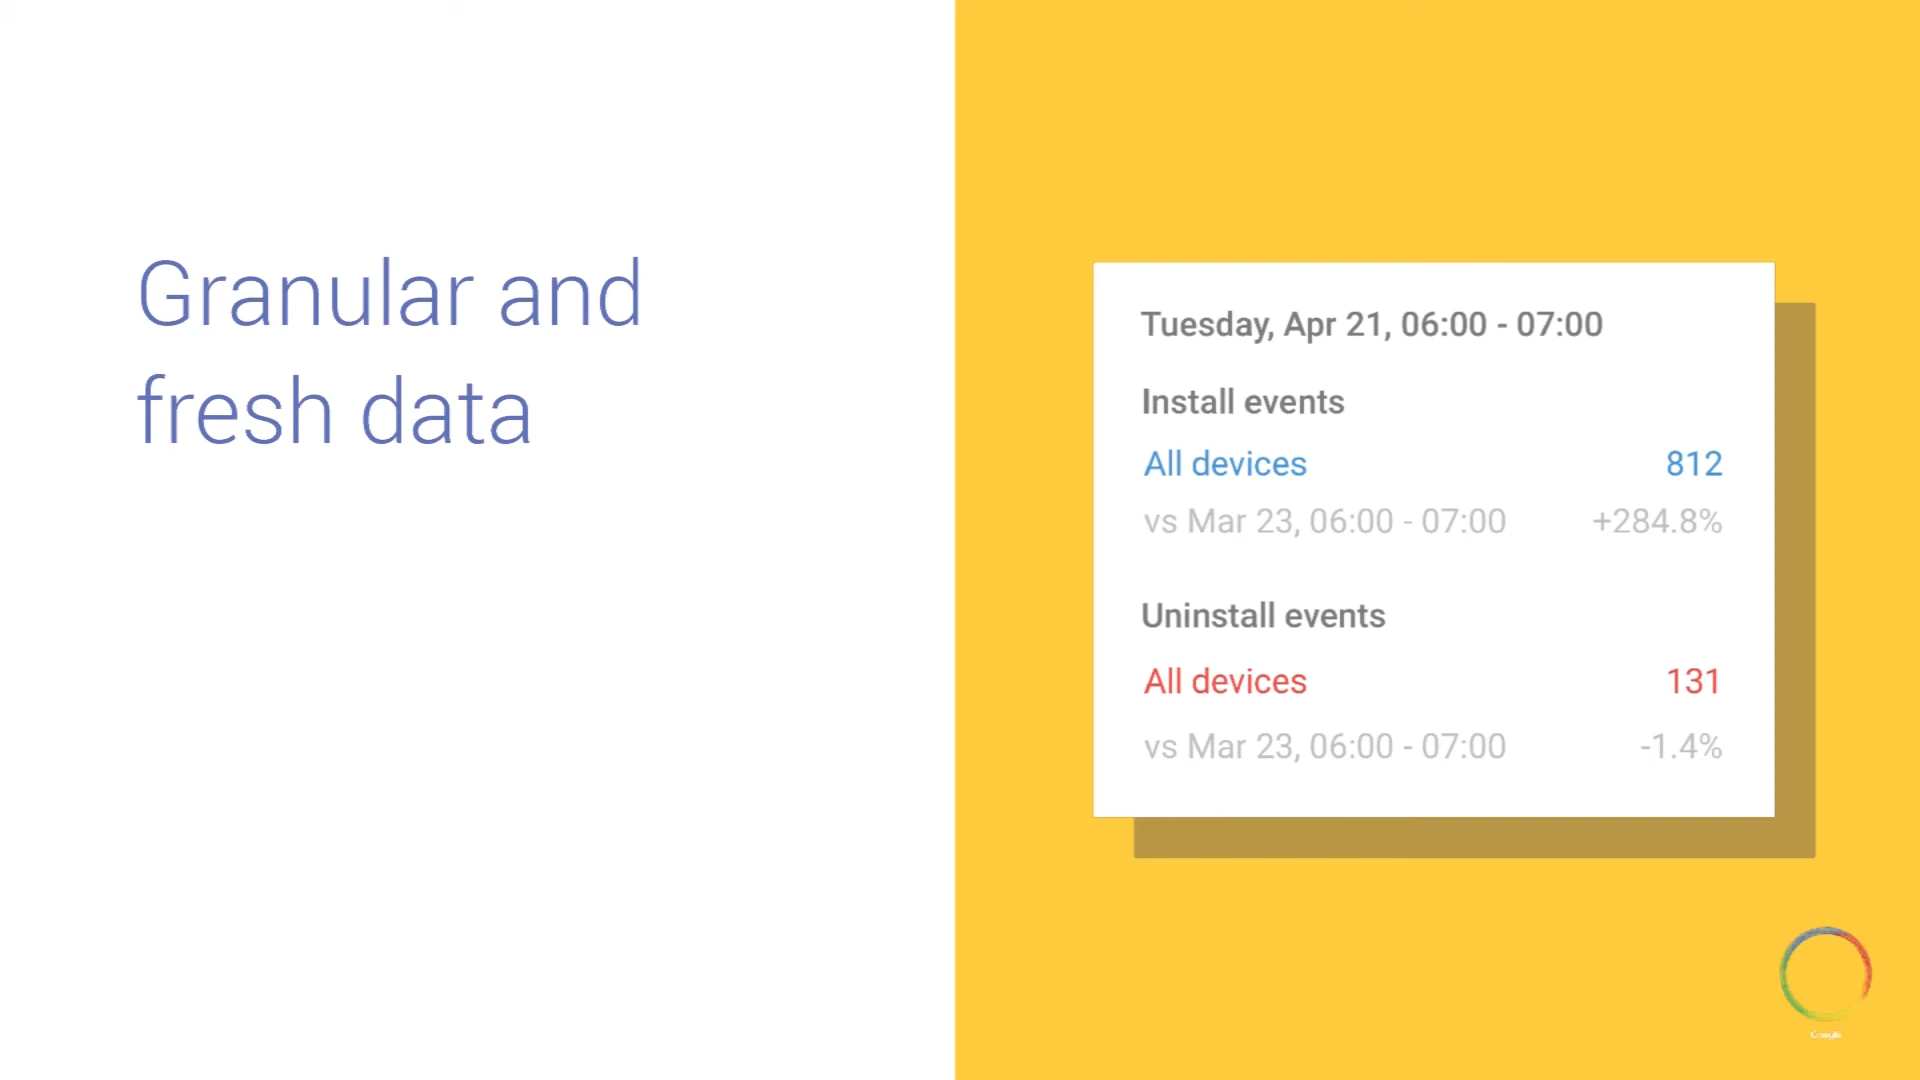 Granular and
fresh data
Tuesday, Apr 21, 06:00 - 07:00
Install events
All devices 812
vs Mar 23, 06:00 - 07:00 +284.8%
Uninstall events
All devices 131
vs Mar 23, 06:00 - 07:00 -1.4%
Google